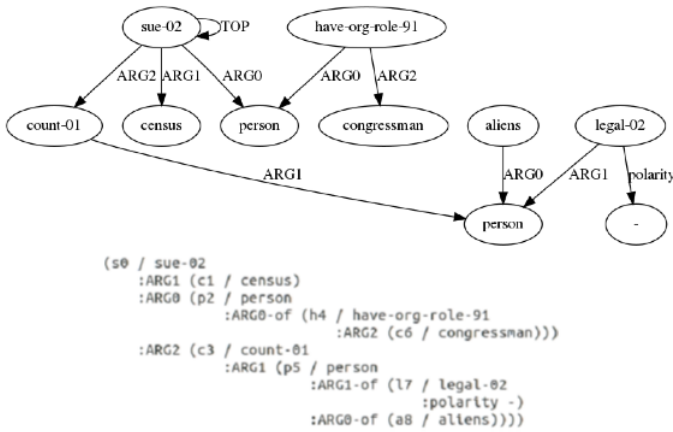 sue-02 TOP have-org-role-91
ARG2 ARG1 ARG0 ARG0 ARG2
count-01 census person congressman aliens legal-02
ARG1 ARG0 ARG1 polarity
person -
(s0 / sue-02
:ARG1 (c1 / census)
:ARG0 (p2 / person
:ARG0-of (h4 / have-org-role-91
:ARG2 (c6 / congressman)))
:ARG2 (c3 / count-01
:ARG1 (p5 / person
:ARG1-of (l7 / legal-02
:polarity -)
:ARG0-of (a8 / aliens))))